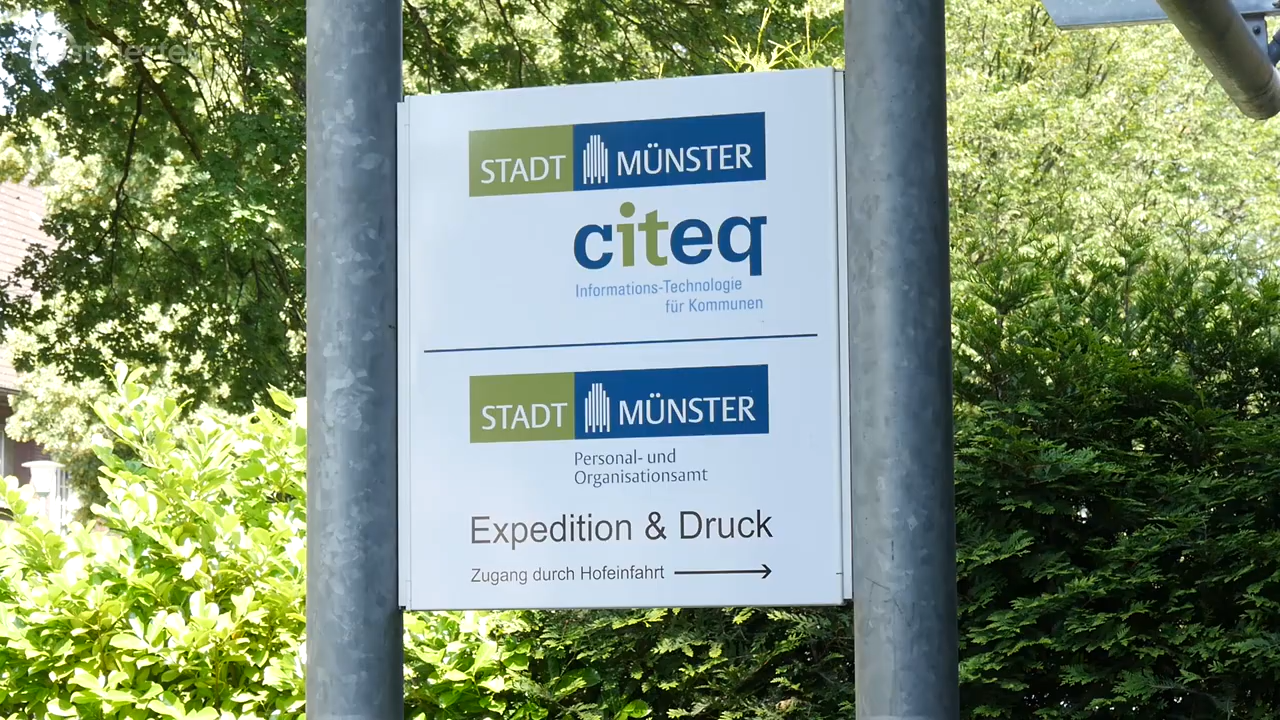 STADT MÜNSTER
citeq
Informations-Technologie
für Kommunen
STADT MÜNSTER
Personal- und
Organisationsamt
Expedition & Druck
Zugang durch Hofeinfahrt